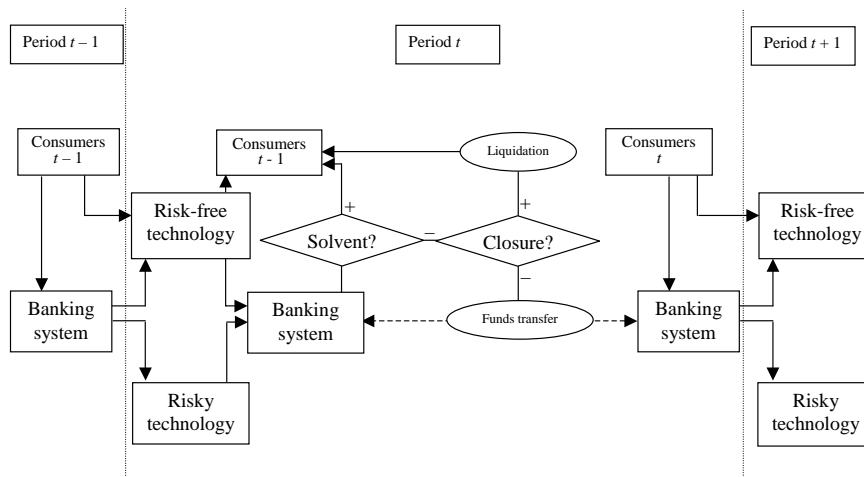 Period t – 1
Period t
Period t + 1
Consumers
t – 1
Consumers
t - 1
Liquidation
Consumers
t
+
+
Risk-free
technology
Solvent?
–
Closure?
Risk-free
technology
–
Banking
system
Banking
system
Funds transfer
Banking
system
Risky
technology
Risky
technology